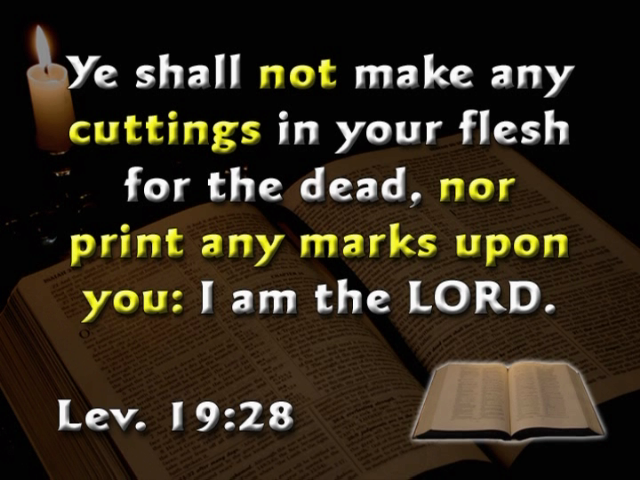 Ye shall not make any
cuttings in your flesh
for the dead, nor
print any marks upon
you: I am the LORD.
Lev. 19:28